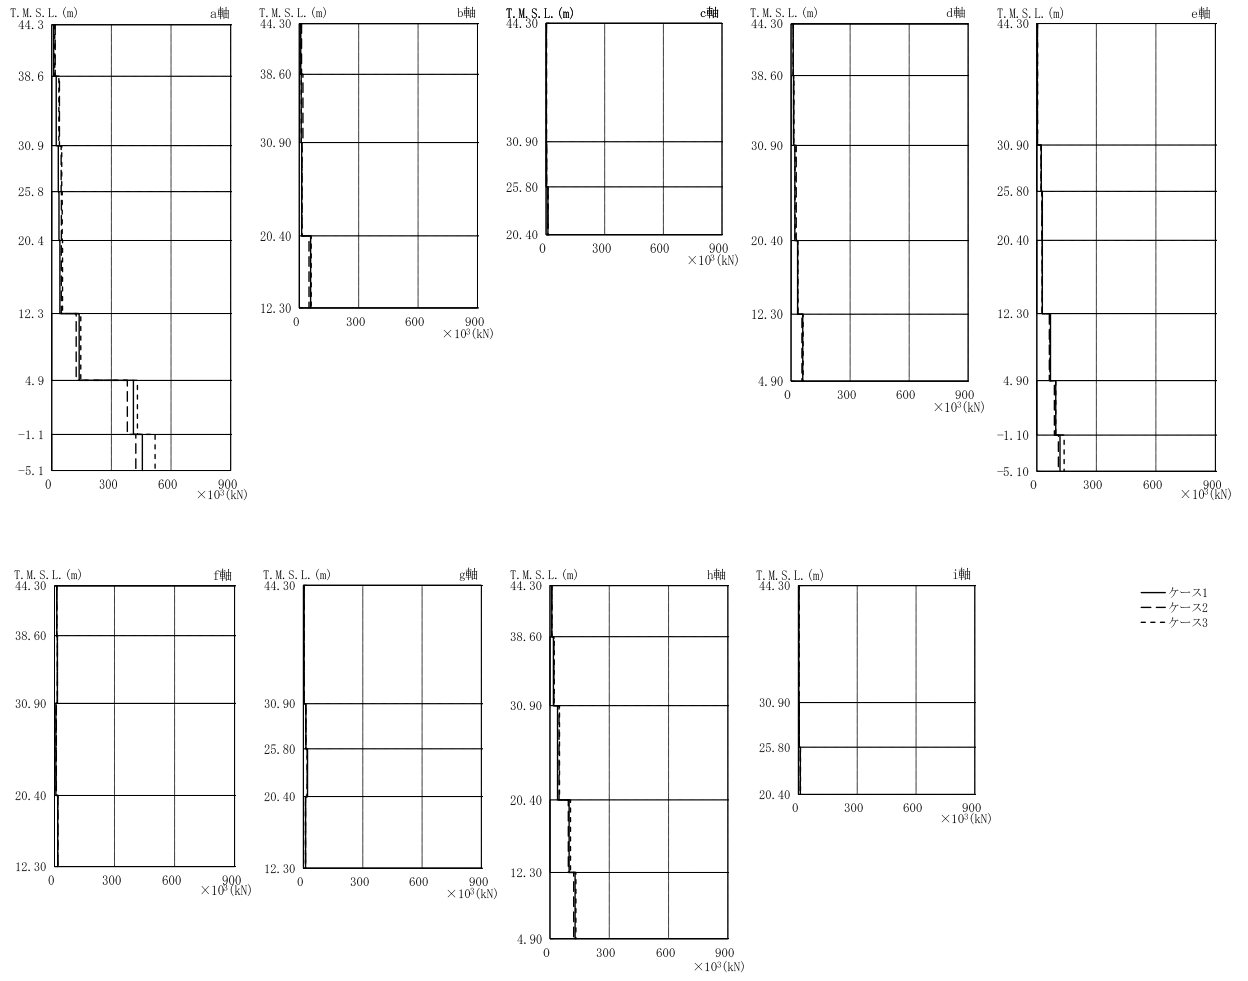 T.M.S.L.(m) a軸
44.3
38.6
30.9
25.8
20.4
12.3
4.9
-1.1
-5.1
0 300 600 900
×10³(kN)
T.M.S.L.(m) b軸
44.30
38.60
30.90
20.40
12.30
0 300 600 900
×10³(kN)
T.M.S.L.(m) c軸
44.30
30.90
25.80
20.40
0 300 600 900
×10³(kN)
T.M.S.L.(m) d軸
44.30
38.60
30.90
20.40
12.30
4.90
0 300 600 900
×10³(kN)
T.M.S.L.(m) e軸
44.30
30.90
25.80
20.40
12.30
4.90
-1.10
-5.10
0 300 600 900
×10³(kN)
T.M.S.L.(m) f軸
44.30
38.60
30.90
20.40
12.30
0 300 600 900
×10³(kN)
T.M.S.L.(m) g軸
44.30
30.90
25.80
20.40
12.30
0 300 600 900
×10³(kN)
T.M.S.L.(m) h軸
44.30
38.60
30.90
20.40
12.30
4.90
0 300 600 900
×10³(kN)
T.M.S.L.(m) i軸
44.30
30.90
25.80
20.40
0 300 600 900
×10³(kN)
ケース1
ケース2
ケース3